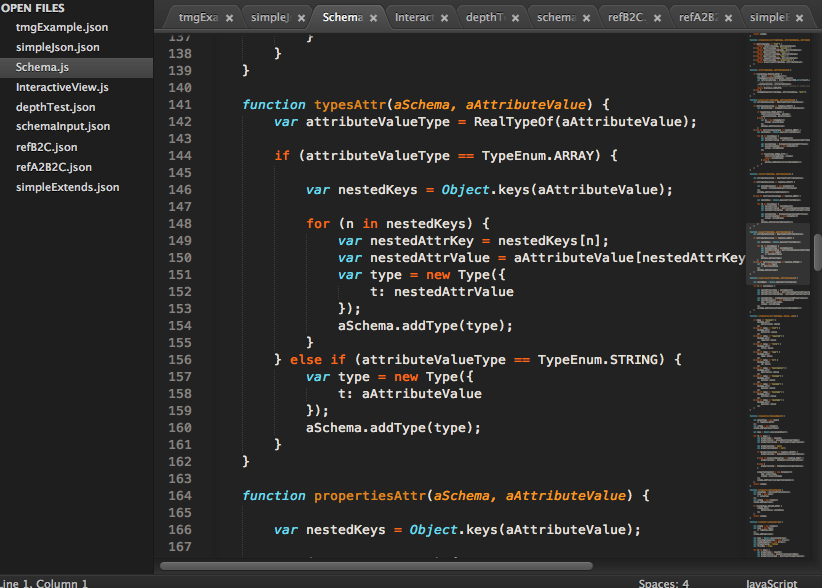 OPEN FILES
tmgExample.json
simpleJson.json
Schema.js
InteractiveView.js
depthTest.json
schemaInput.json
refB2C.json
refA2B2C.json
simpleExtends.json
tmgExa × simpleJ × Schema × Interact × depthT × schema × refB2C. × refA2B2 × simpleE ×
137 }
138 }
139 }
140
141 function typesAttr(aSchema, aAttributeValue) {
142 var attributeValueType = RealTypeOf(aAttributeValue);
143
144 if (attributeValueType == TypeEnum.ARRAY) {
145
146 var nestedKeys = Object.keys(aAttributeValue);
147
148 for (n in nestedKeys) {
149 var nestedAttrKey = nestedKeys[n];
150 var nestedAttrValue = aAttributeValue[nestedAttrKey
151 var type = new Type({
152 t: nestedAttrValue
153 });
154 aSchema.addType(type);
155 }
156 } else if (attributeValueType == TypeEnum.STRING) {
157 var type = new Type({
158 t: aAttributeValue
159 });
160 aSchema.addType(type);
161 }
162 }
163
164 function propertiesAttr(aSchema, aAttributeValue) {
165
166 var nestedKeys = Object.keys(aAttributeValue);
167
Line 1, Column 1 Spaces: 4 JavaScript